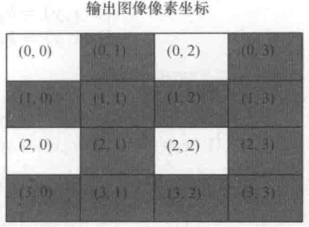 输出图像像素坐标
(0, 0) (0, 1) (0, 2) (0, 3)
(1, 0) (1, 1) (1, 2) (1, 3)
(2, 0) (2, 1) (2, 2) (2, 3)
(3, 0) (3, 1) (3, 2) (3, 3)